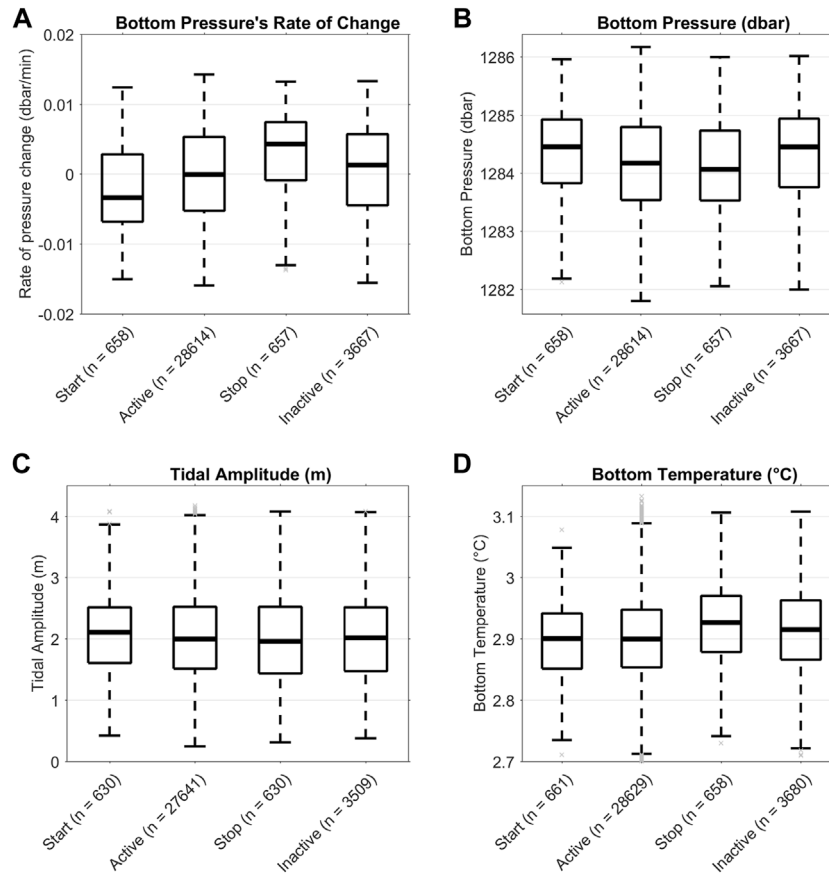 A
Bottom Pressure's Rate of Change
Rate of pressure change (dbar/min)
0.02
0.01
0
-0.01
-0.02
Start (n = 658)
Active (n = 28614)
Stop (n = 657)
Inactive (n = 3667)
B
Bottom Pressure (dbar)
Bottom Pressure (dbar)
1286
1285
1284
1283
1282
Start (n = 658)
Active (n = 28614)
Stop (n = 657)
Inactive (n = 3667)
C
Tidal Amplitude (m)
Tidal Amplitude (m)
4
3
2
1
0
Start (n = 630)
Active (n = 27641)
Stop (n = 630)
Inactive (n = 3509)
D
Bottom Temperature (°C)
Bottom Temperature (°C)
3.1
3
2.9
2.8
2.7
Start (n = 661)
Active (n = 28629)
Stop (n = 658)
Inactive (n = 3680)